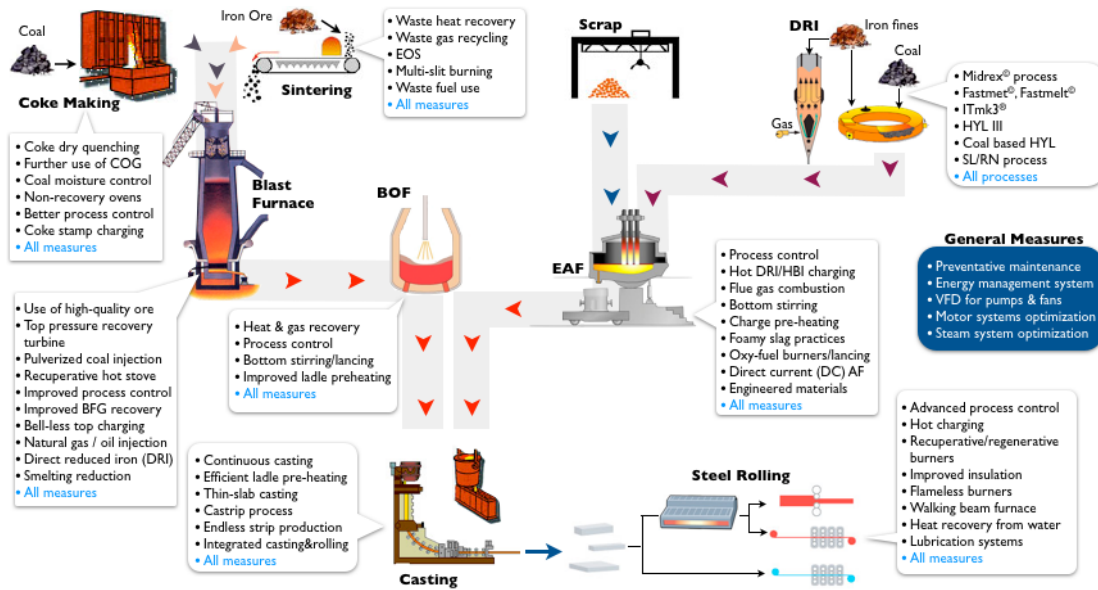 Coal
Coke Making
Iron Ore
Sintering
• Waste heat recovery
• Waste gas recycling
• EOS
• Multi-slit burning
• Waste fuel use
• All measures
Scrap
DRI
Iron fines
Coal
Gas
• Midrex© process
• Fastmet©, Fastmelt©
• ITmk3®
• HYL III
• Coal based HYL
• SL/RN process
• All processes
• Coke dry quenching
• Further use of COG
• Coal moisture control
• Non-recovery ovens
• Better process control
• Coke stamp charging
• All measures
Blast
Furnace
BOF
EAF
• Process control
• Hot DRI/HBI charging
• Flue gas combustion
• Bottom stirring
• Charge pre-heating
• Foamy slag practices
• Oxy-fuel burners/lancing
• Direct current (DC) AF
• Engineered materials
• All measures
General Measures
• Preventative maintenance
• Energy management system
• VFD for pumps & fans
• Motor systems optimization
• Steam system optimization
• Use of high-quality ore
• Top pressure recovery
turbine
• Pulverized coal injection
• Recuperative hot stove
• Improved process control
• Improved BFG recovery
• Bell-less top charging
• Natural gas / oil injection
• Direct reduced iron (DRI)
• Smelting reduction
• All measures
• Heat & gas recovery
• Process control
• Bottom stirring/lancing
• Improved ladle preheating
• All measures
• Continuous casting
• Efficient ladle pre-heating
• Thin-slab casting
• Castrip process
• Endless strip production
• Integrated casting&rolling
• All measures
Casting
Steel Rolling
• Advanced process control
• Hot charging
• Recuperative/regenerative
burners
• Improved insulation
• Flameless burners
• Walking beam furnace
• Heat recovery from water
• Lubrication systems
• All measures